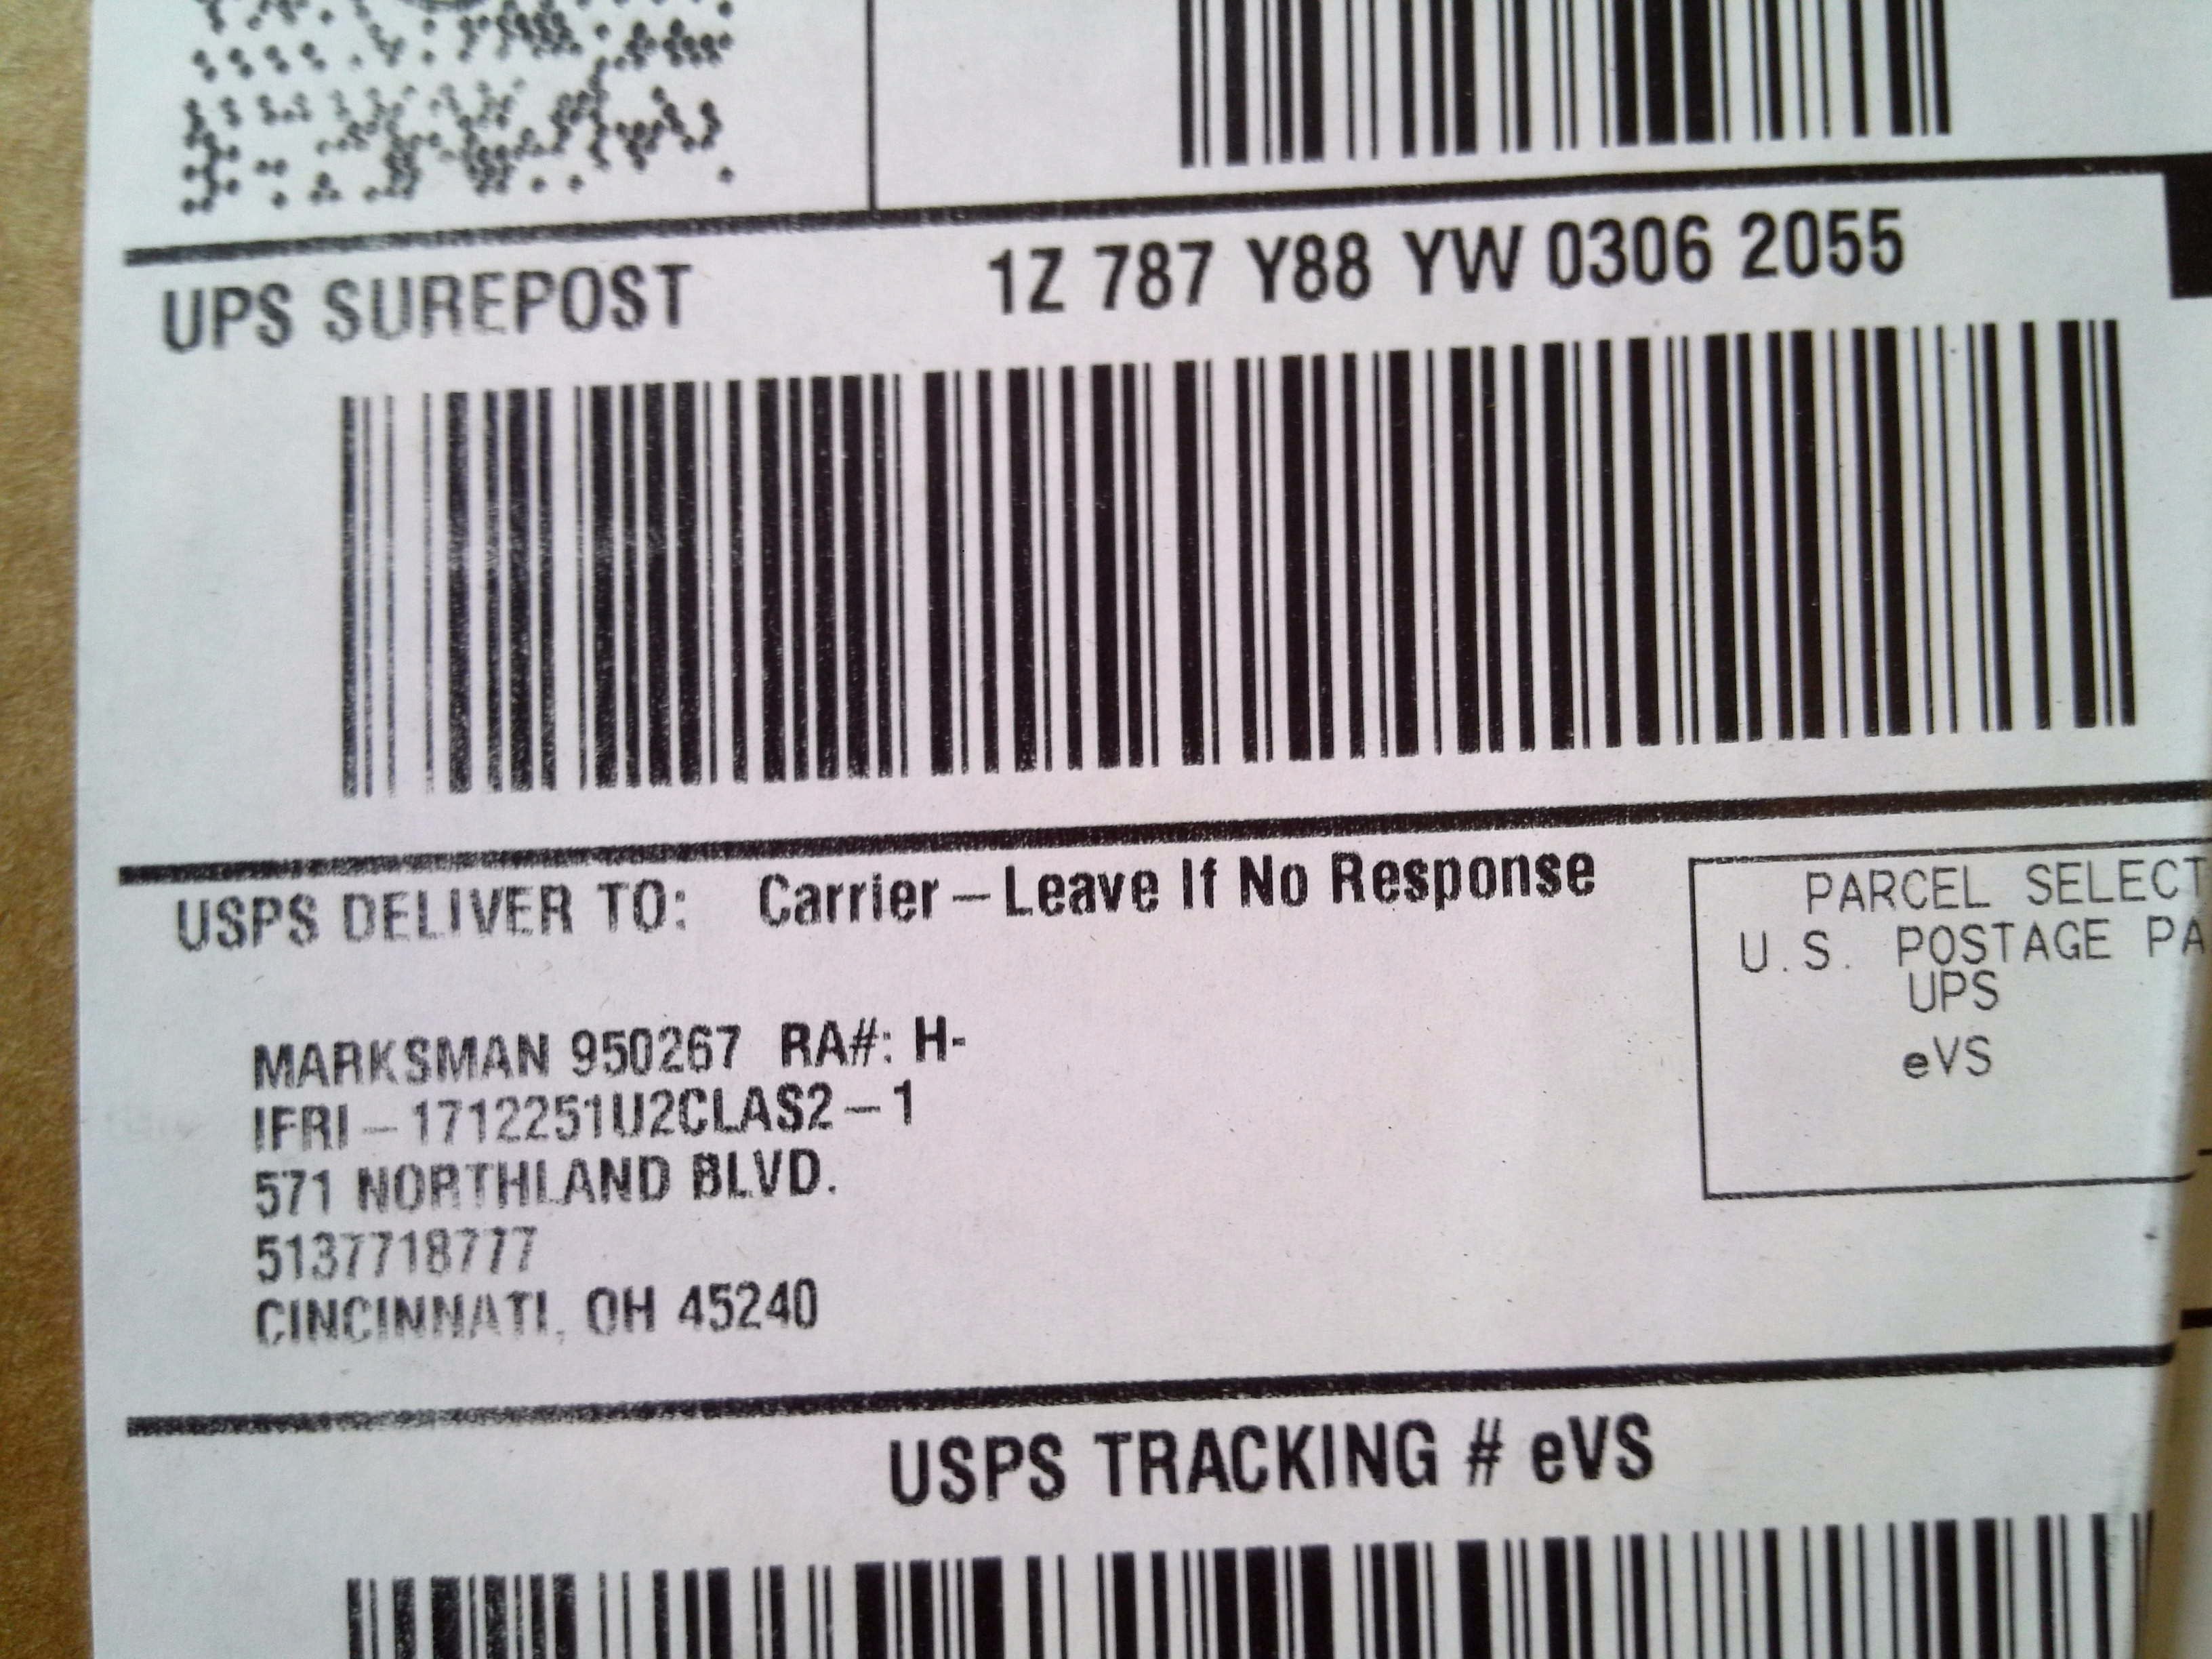 UPS SUREPOST 1Z 787 Y88 YW 0306 2055
USPS DELIVER TO: Carrier – Leave If No Response
MARKSMAN 950267 RA#: H-
IFRI – 1712251U2CLAS2 – 1
571 NORTHLAND BLVD.
5137718777
CINCINNATI, OH 45240
PARCEL SELECT
U.S. POSTAGE PA
UPS
eVS
USPS TRACKING # eVS